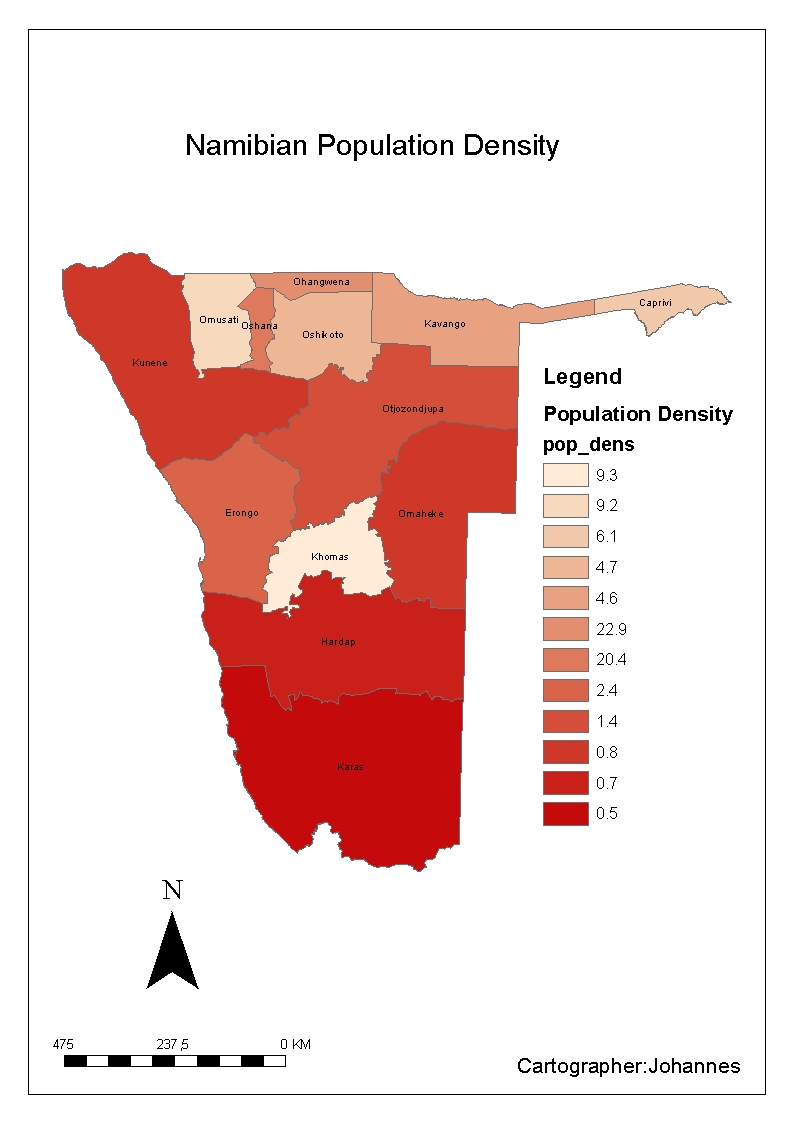 Namibian Population Density
Ohangwena
Caprivi
Omusati
Oshana
Kavango
Oshikoto
Kunene
Otjozondjupa
Erongo
Omaheke
Khomas
Hardap
Karas
Legend
Population Density
pop_dens
9.3
9.2
6.1
4.7
4.6
22.9
20.4
2.4
1.4
0.8
0.7
0.5
N
475 237,5 0 KM
Cartographer:Johannes